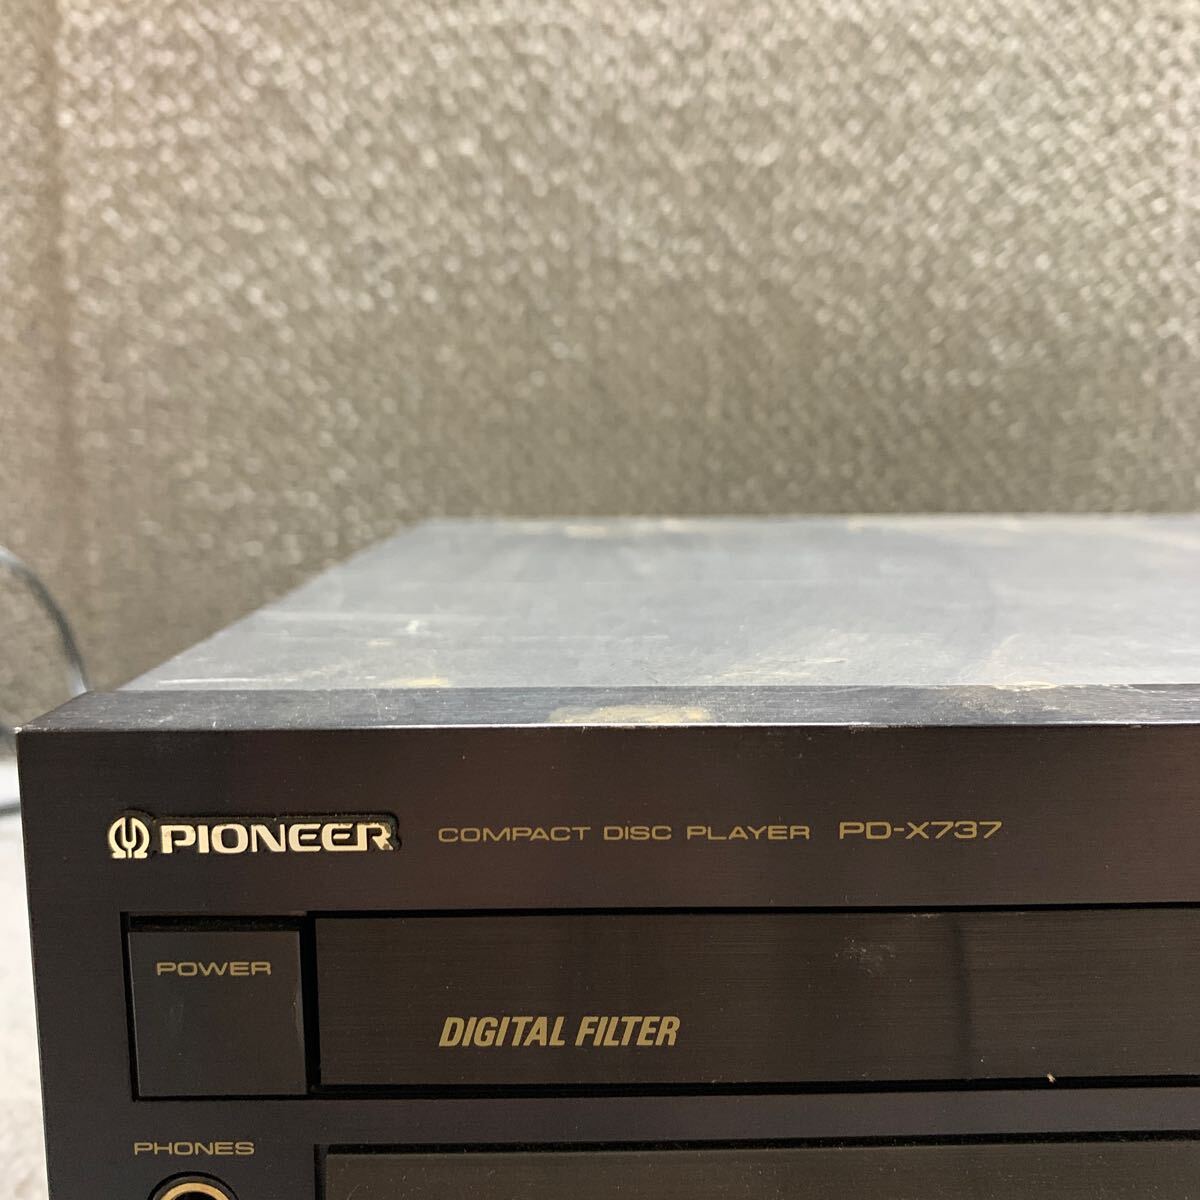 PIONEER COMPACT DISC PLAYER PD-X737
POWER
DIGITAL FILTER
PHONES